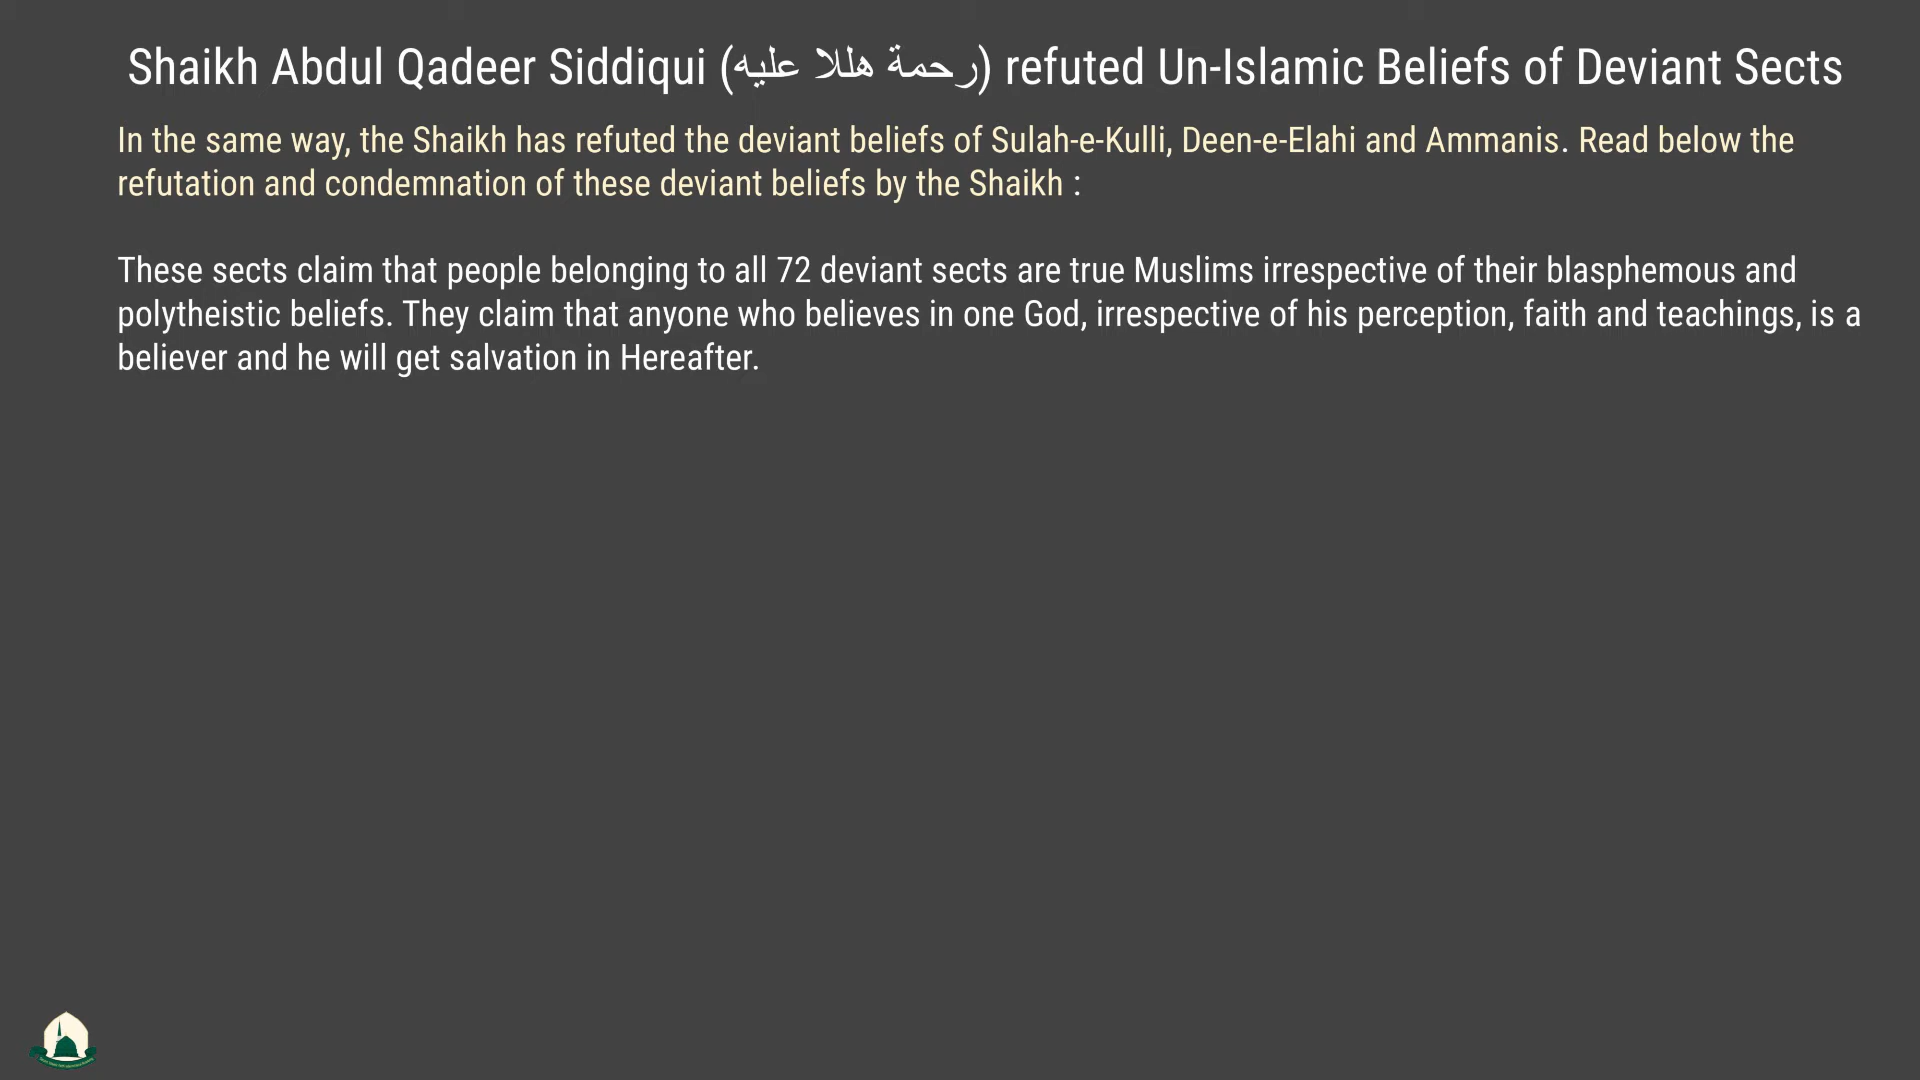 Shaikh Abdul Qadeer Siddiqui (رحمة هللا عليه) refuted Un-Islamic Beliefs of Deviant Sects
In the same way, the Shaikh has refuted the deviant beliefs of Sulah-e-Kulli, Deen-e-Elahi and Ammanis. Read below the
refutation and condemnation of these deviant beliefs by the Shaikh :
These sects claim that people belonging to all 72 deviant sects are true Muslims irrespective of their blasphemous and
polytheistic beliefs. They claim that anyone who believes in one God, irrespective of his perception, faith and teachings, is a
believer and he will get salvation in Hereafter.